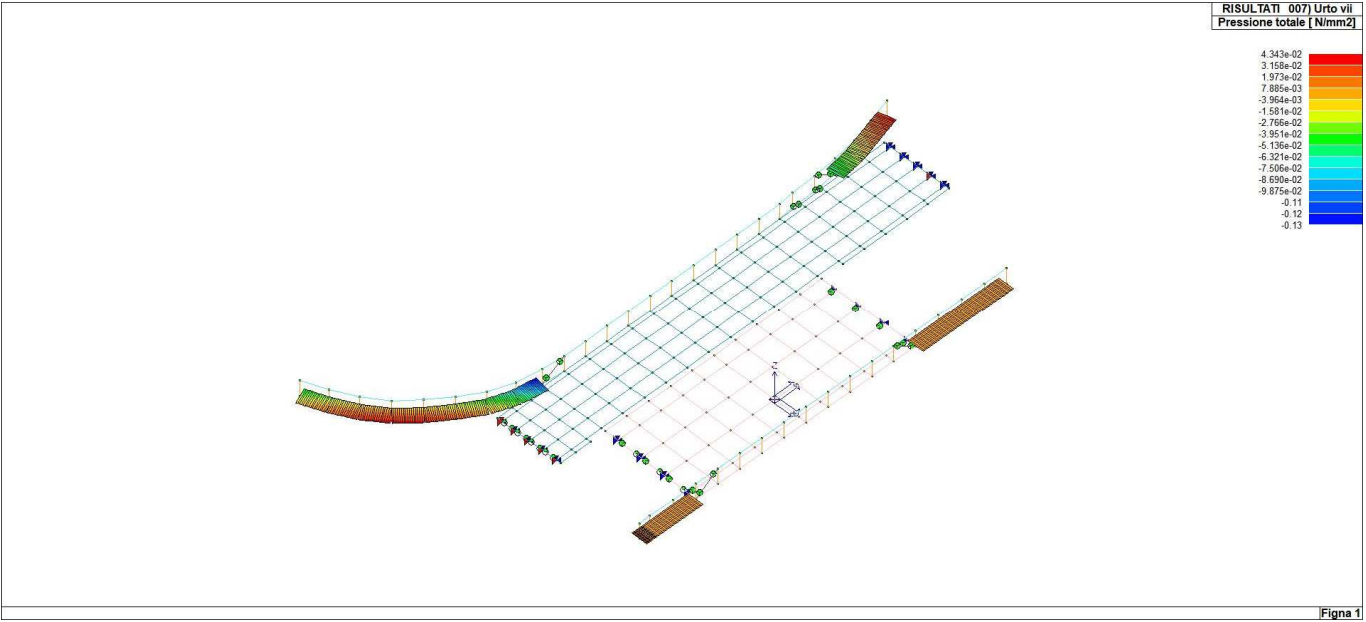 RISULTATI 007) Urto vii
Pressione totale [ N/mm2]
4.343e-02
3.158e-02
1.973e-02
7.885e-03
-3.964e-03
-1.581e-02
-2.766e-02
-3.951e-02
-5.136e-02
-6.321e-02
-7.506e-02
-8.690e-02
-9.875e-02
-0.11
-0.12
-0.13
Z
Figna 1